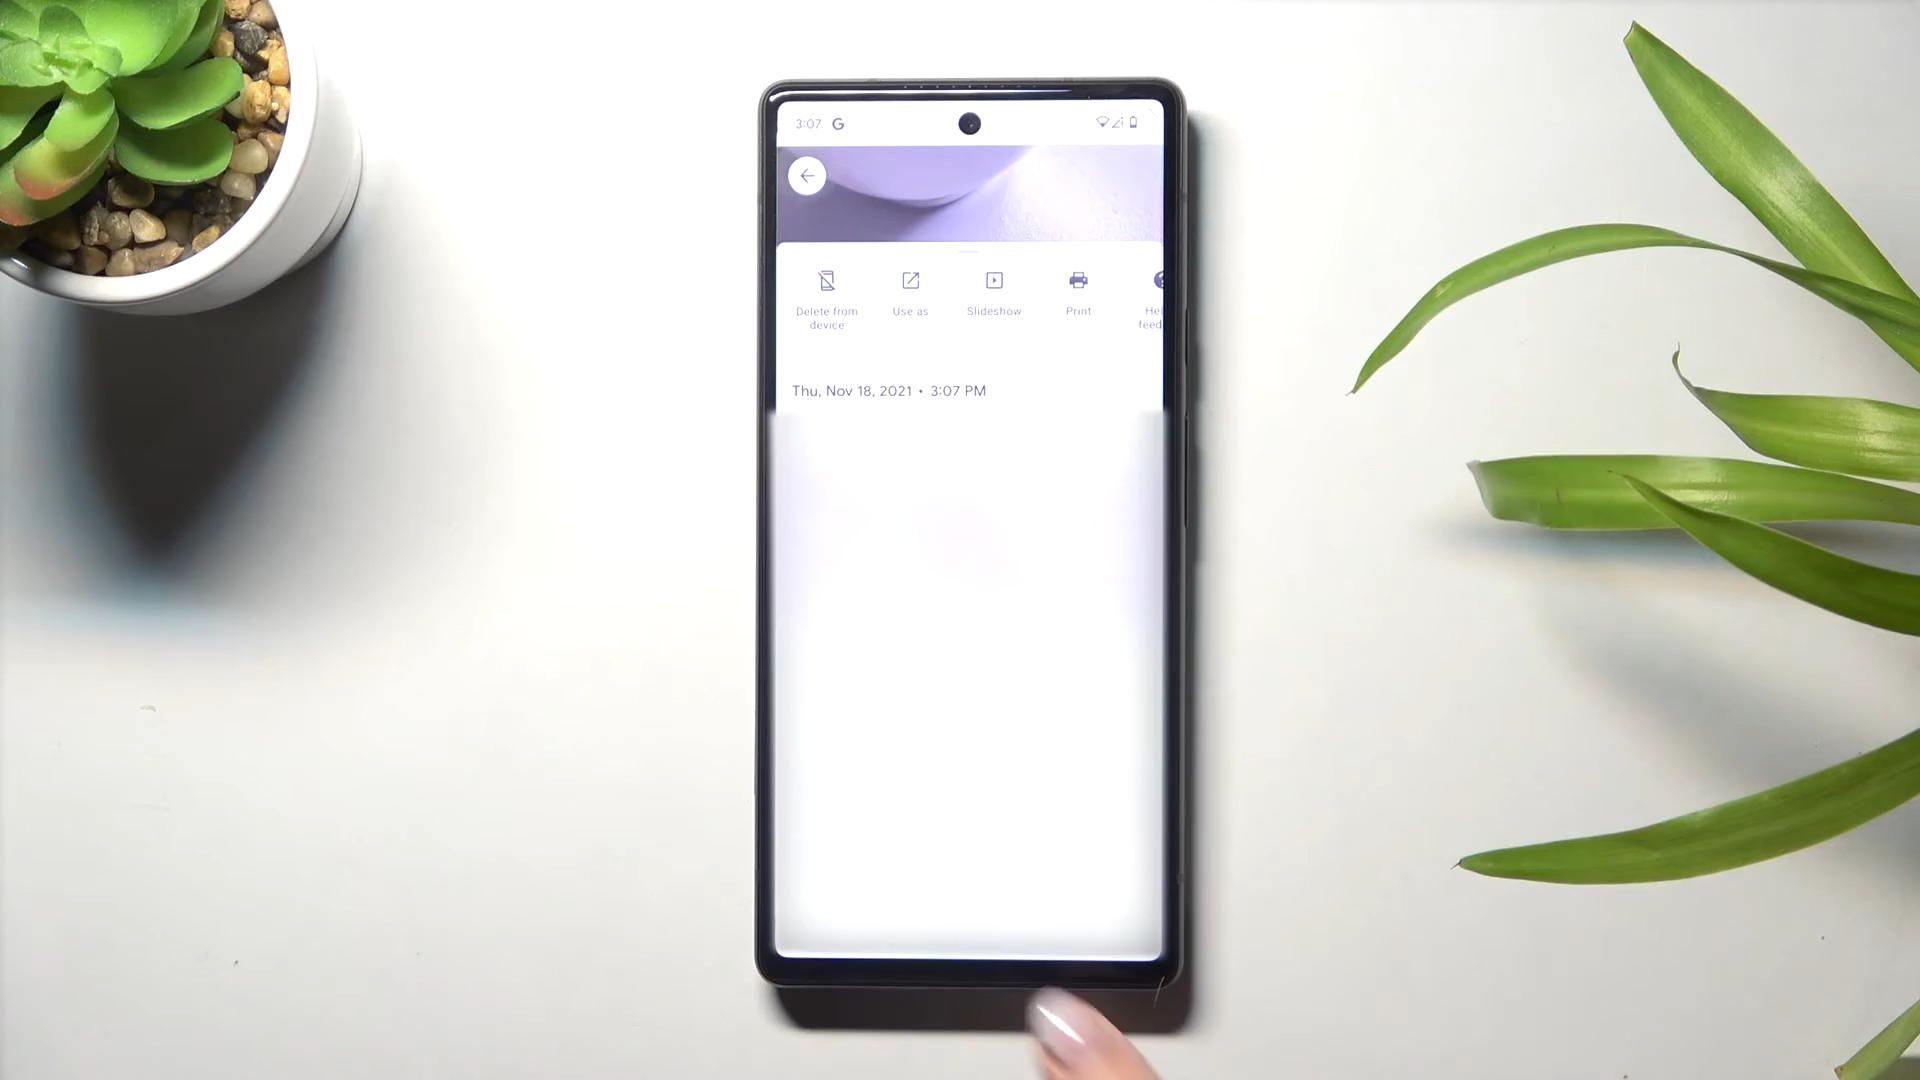 3:07 G
Delete from
device
Use as
Slideshow
Print
Thu, Nov 18, 2021 • 3:07 PM